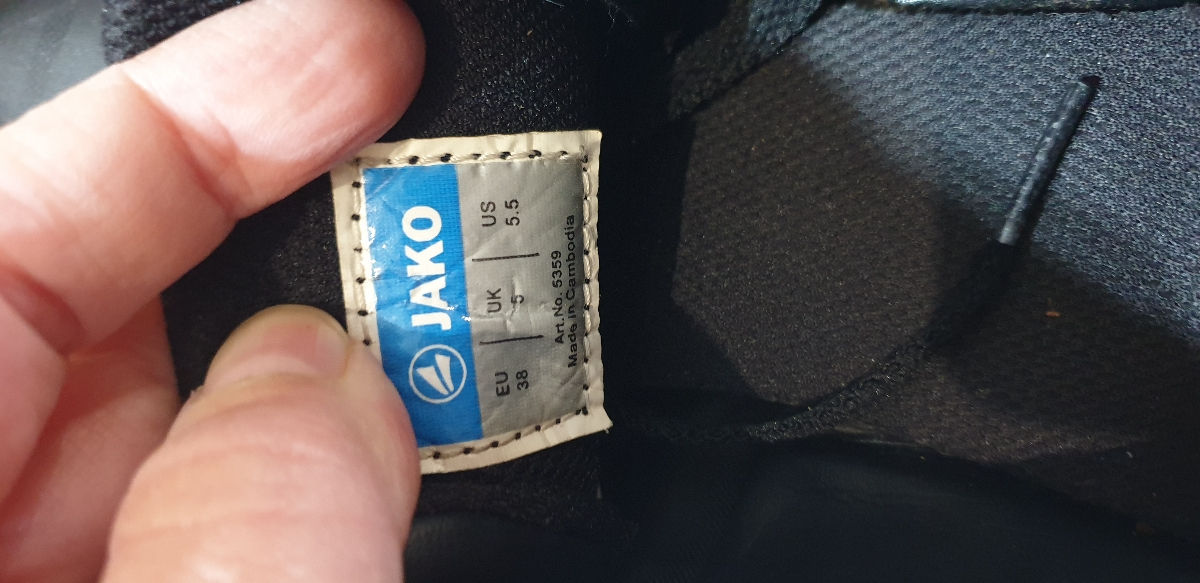 JAKO
EU | UK | US
38 | 5 | 5.5
Art.No. 5359
Made in Cambodia